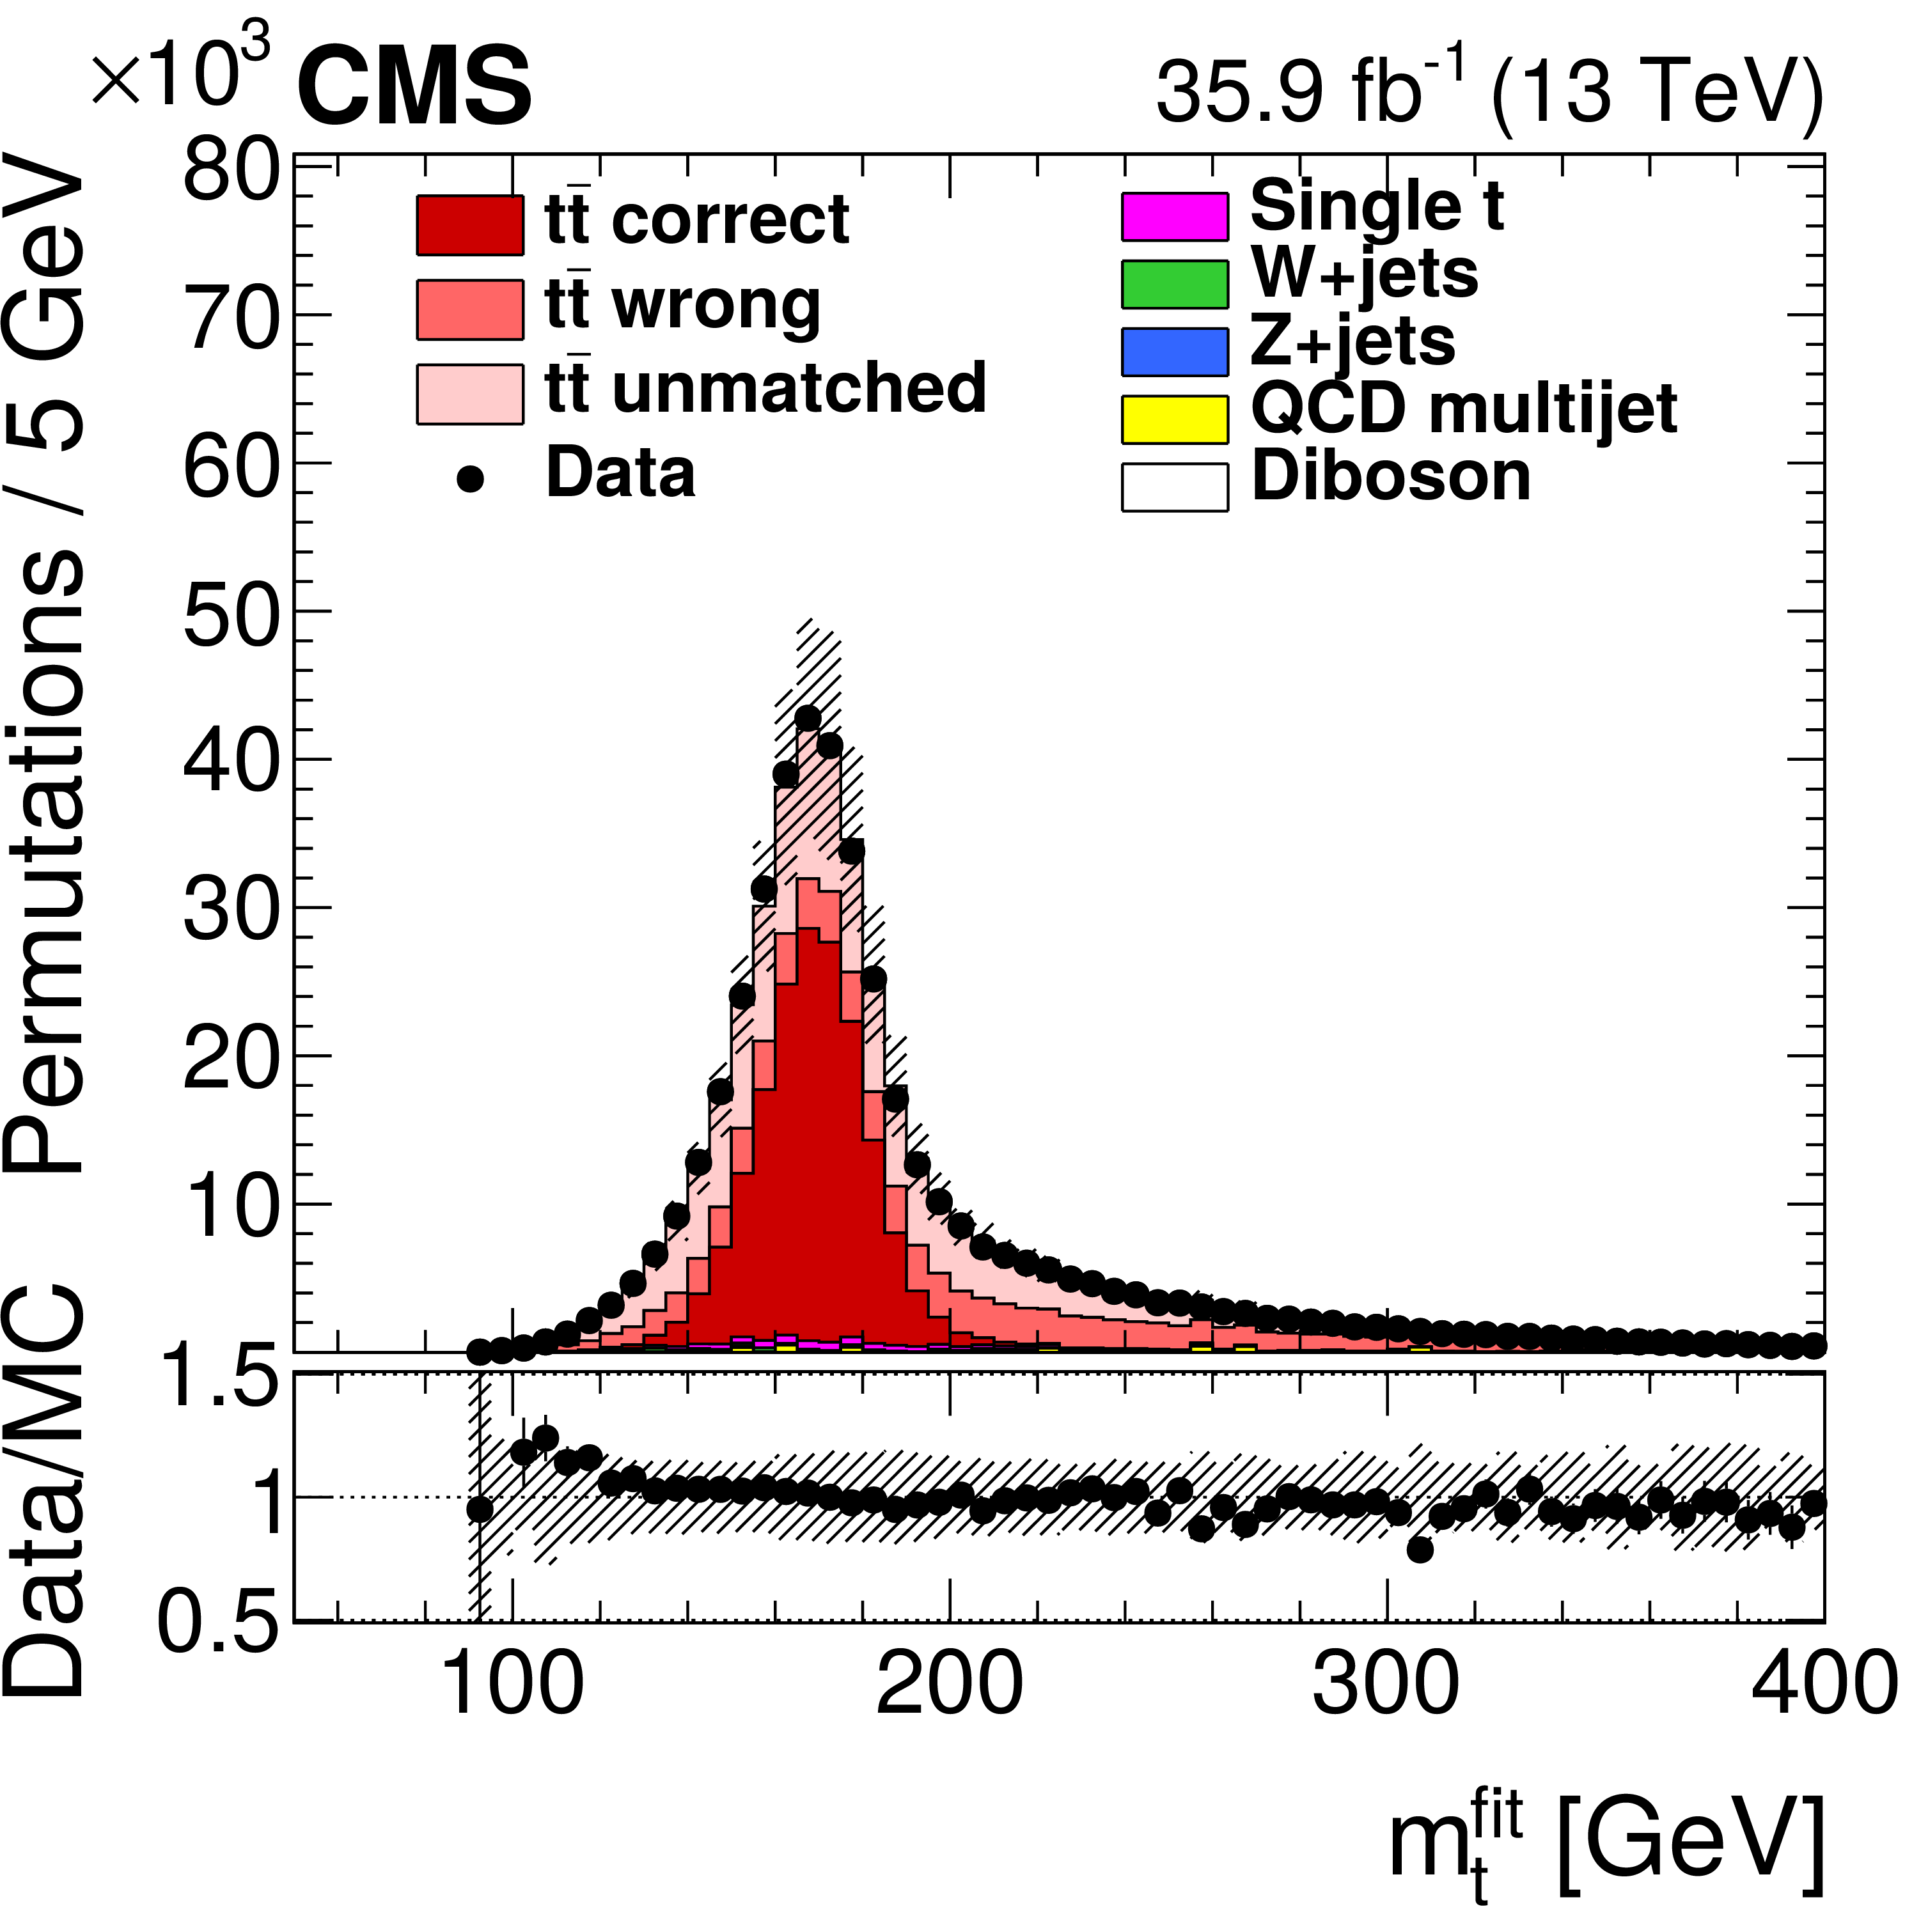 ×10³ CMS 35.9 fb⁻¹ (13 TeV)
Permutations / 5 GeV
80
70
60
50
40
30
20
10
tt̄ correct
tt̄ wrong
tt̄ unmatched
Data
Single t
W+jets
Z+jets
QCD multijet
Diboson
Data/MC
1.5
1
0.5
100 200 300 400
mₜᶠⁱᵗ [GeV]